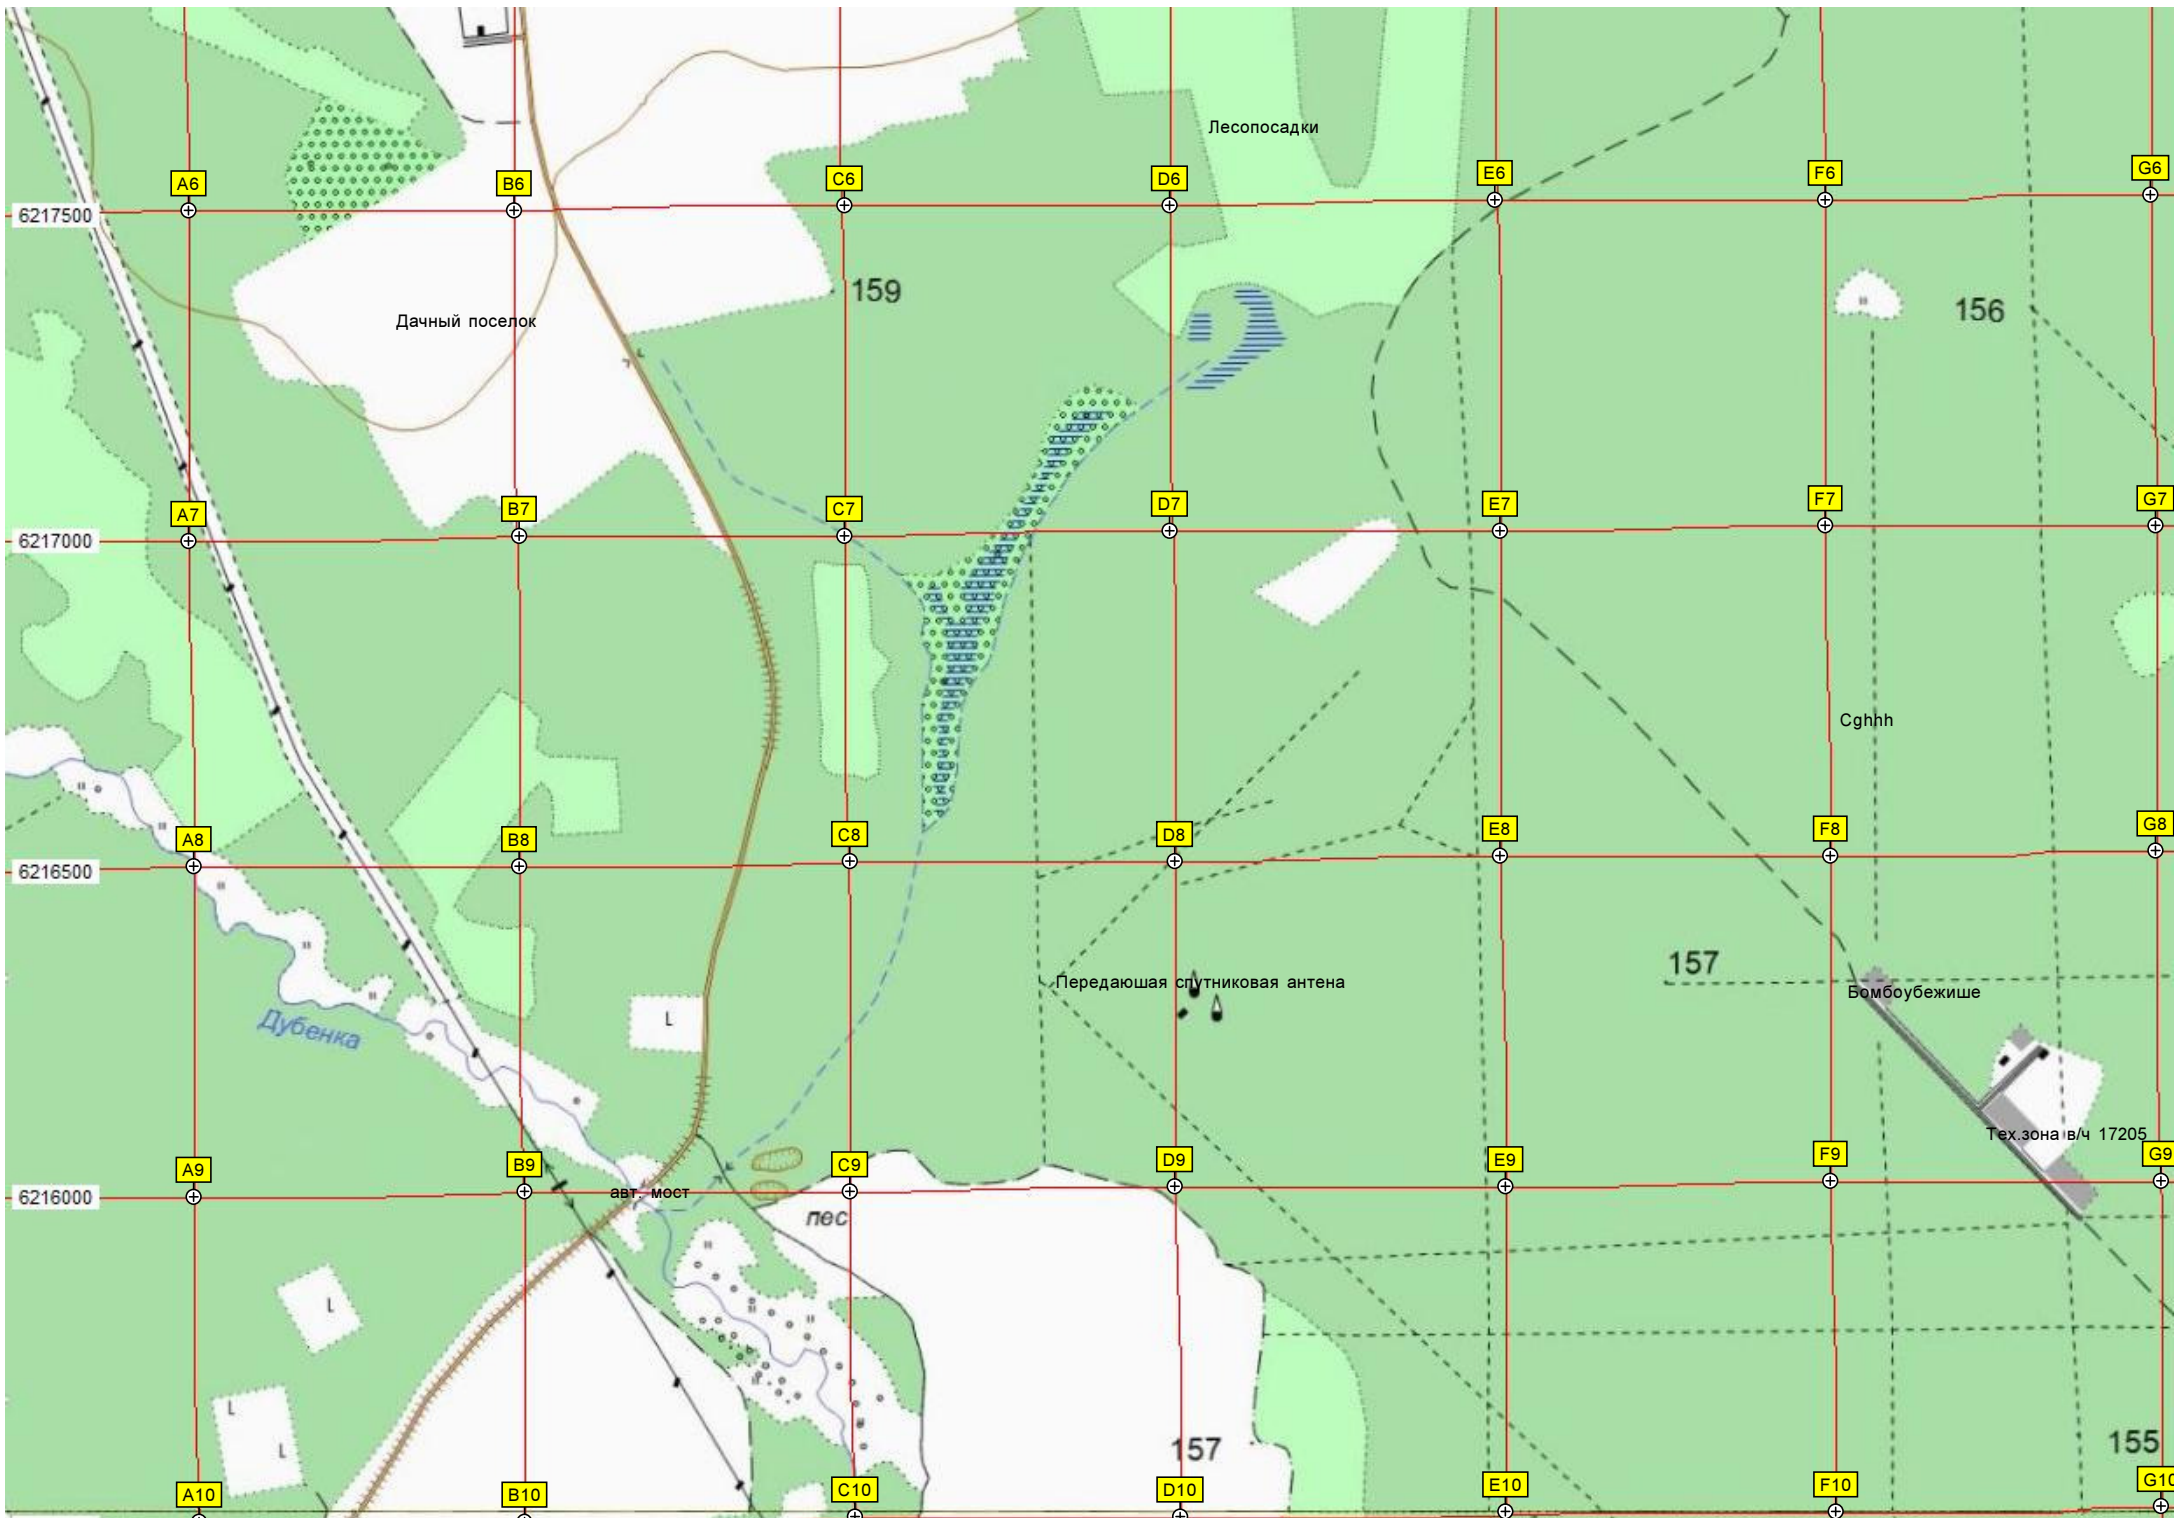 Лесопосадки
A6 B6 C6 D6 E6 F6 G6
6217500
159
156
Дачный поселок
A7 B7 C7 D7 E7 F7 G7
6217000
Cghhh
A8 B8 C8 D8 E8 F8 G8
6216500
157
Передаюшая спутниковая антена
Бомбоубежише
Дубенка
Тех.зона в/ч 17205
A9 B9 C9 D9 E9 F9 G9
6216000
авт. мост
пес
157
155
A10 B10 C10 D10 E10 F10 G10